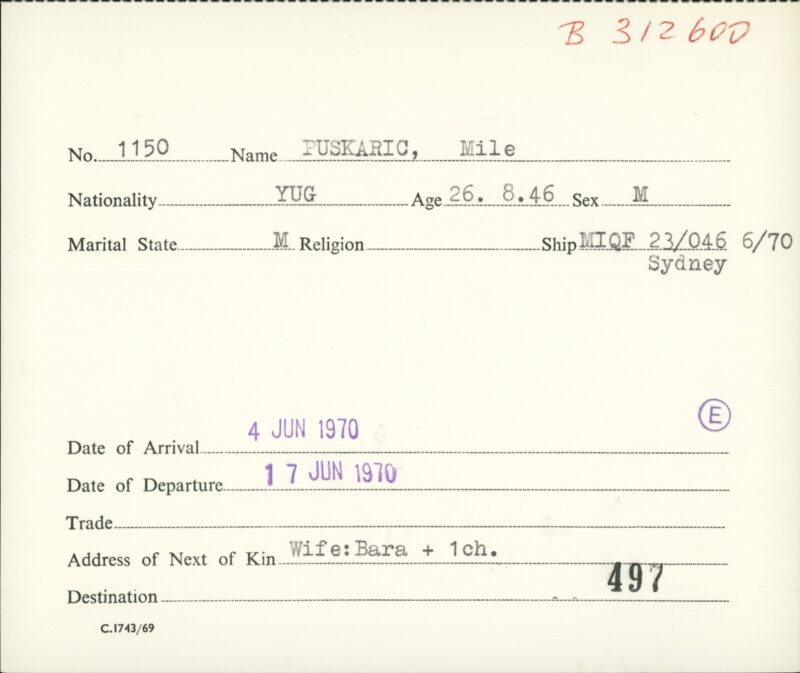 B 312600
No. 1150 Name PUSKARIC, Mile
Nationality YUG Age 26. 8.46 Sex M
Marital State M Religion Ship MIQF 23/046 6/70
Sydney
E
4 JUN 1970
Date of Arrival
17 JUN 1970
Date of Departure
Trade
Address of Next of Kin Wife:Bara + 1ch.
497
Destination
C.1743/69